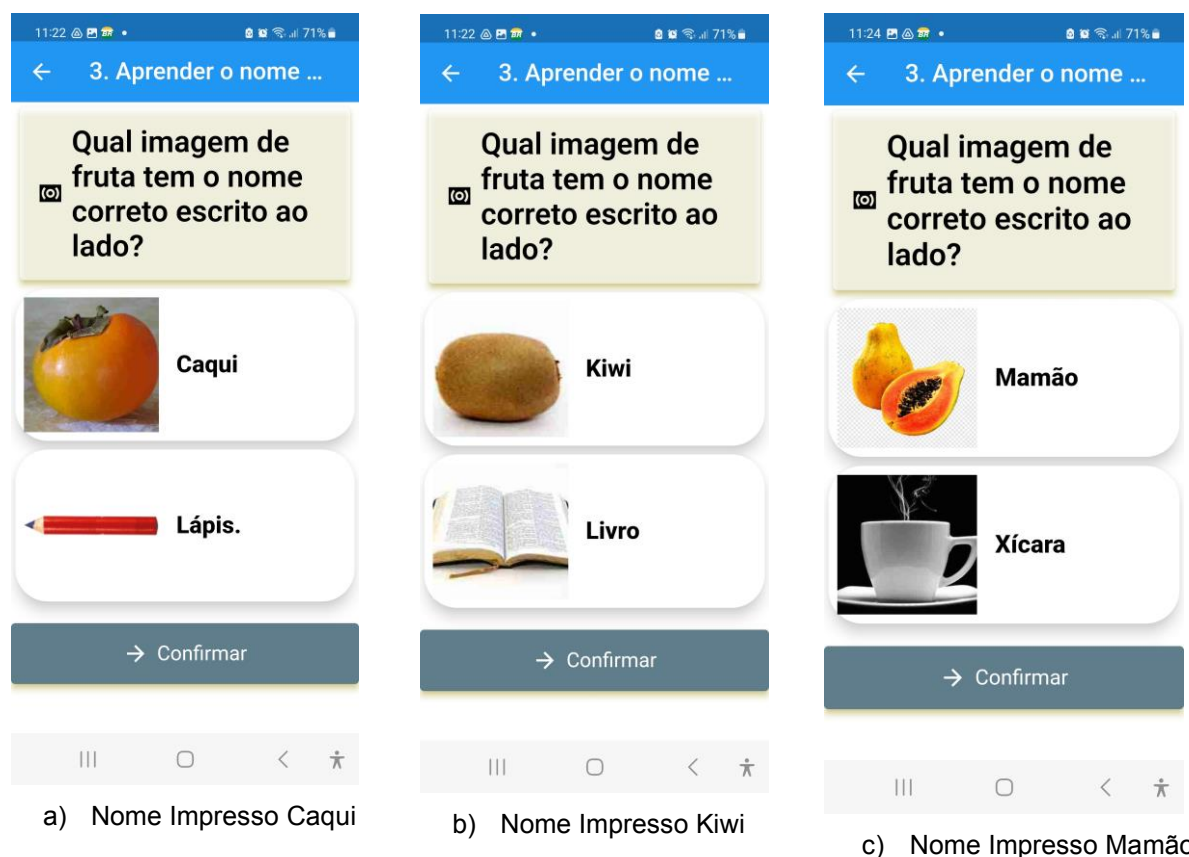 11:22
71%
3. Aprender o nome ...
Qual imagem de
fruta tem o nome
correto escrito ao
lado?
Caqui
Lápis.
→ Confirmar
a) Nome Impresso Caqui
11:22
71%
3. Aprender o nome ...
Qual imagem de
fruta tem o nome
correto escrito ao
lado?
Kiwi
Livro
→ Confirmar
b) Nome Impresso Kiwi
11:24
71%
3. Aprender o nome ...
Qual imagem de
fruta tem o nome
correto escrito ao
lado?
Mamão
Xícara
→ Confirmar
c) Nome Impresso Mamão